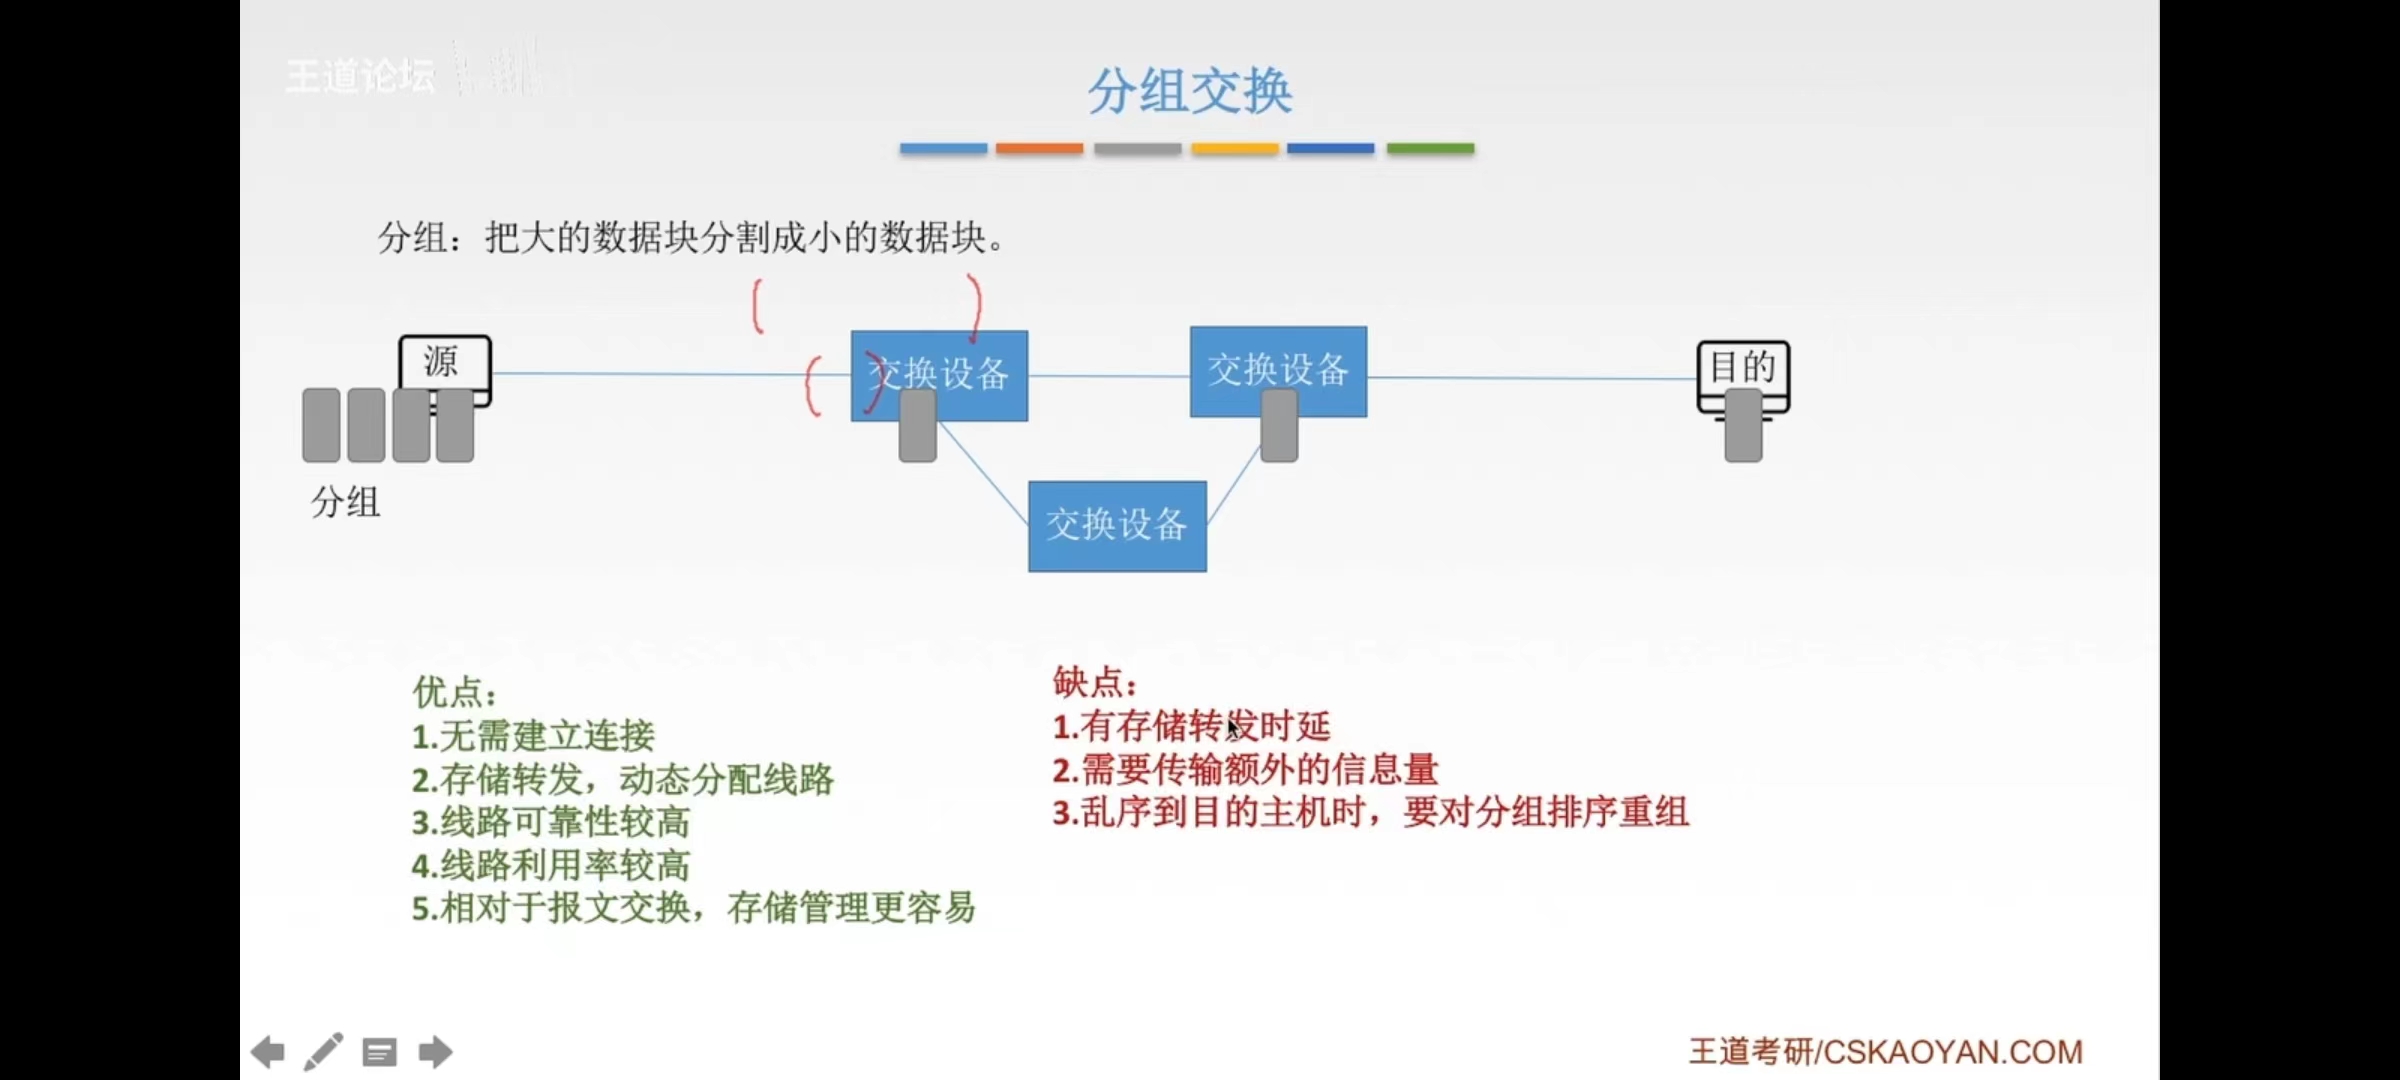 王道论坛
分组交换
分组：把大的数据块分割成小的数据块。
源
交换设备
交换设备
目的
分组
交换设备
优点：
1.无需建立连接
2.存储转发，动态分配线路
3.线路可靠性较高
4.线路利用率较高
5.相对于报文交换，存储管理更容易
缺点：
1.有存储转发时延
2.需要传输额外的信息量
3.乱序到目的主机时，要对分组排序重组
王道考研/CSKAOYAN.COM